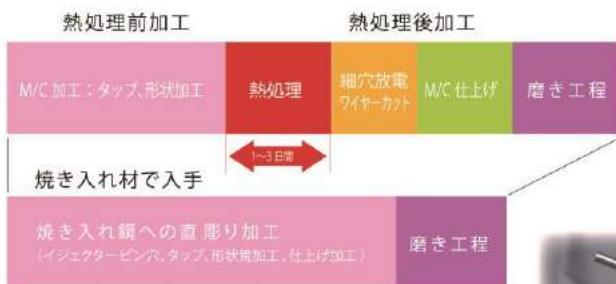 熱処理前加工
熱処理後加工
M/C 加工：タップ、形状加工
熱処理
細穴放電
ワイヤーカット
M/C 仕上げ
磨き工程
1〜3日間
焼き入れ材で入手
焼き入れ鋼への直 彫り加工
（イジェクターピン穴、タップ、形状荒加工、仕上げ加工）
磨き工程